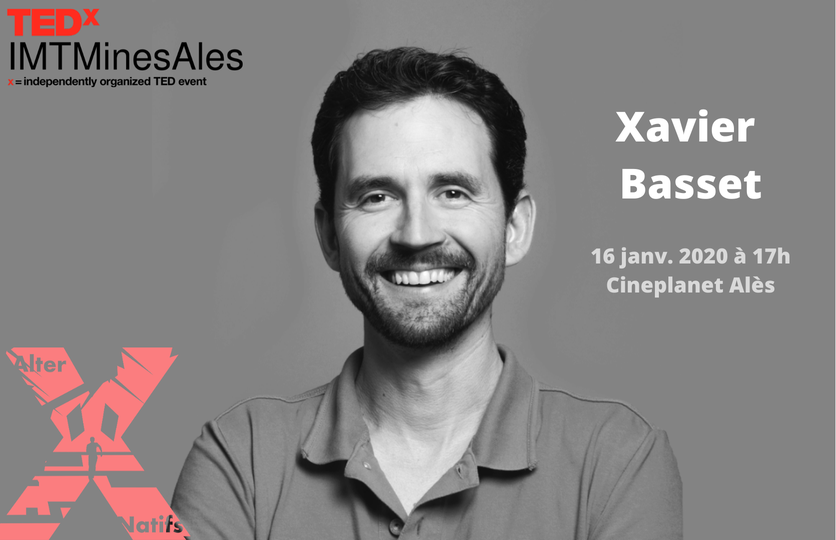 TEDx
IMTMinesAles
x = independently organized TED event
Xavier
Basset
16 janv. 2020 à 17h
Cineplanet Alès
Alter
Natifs